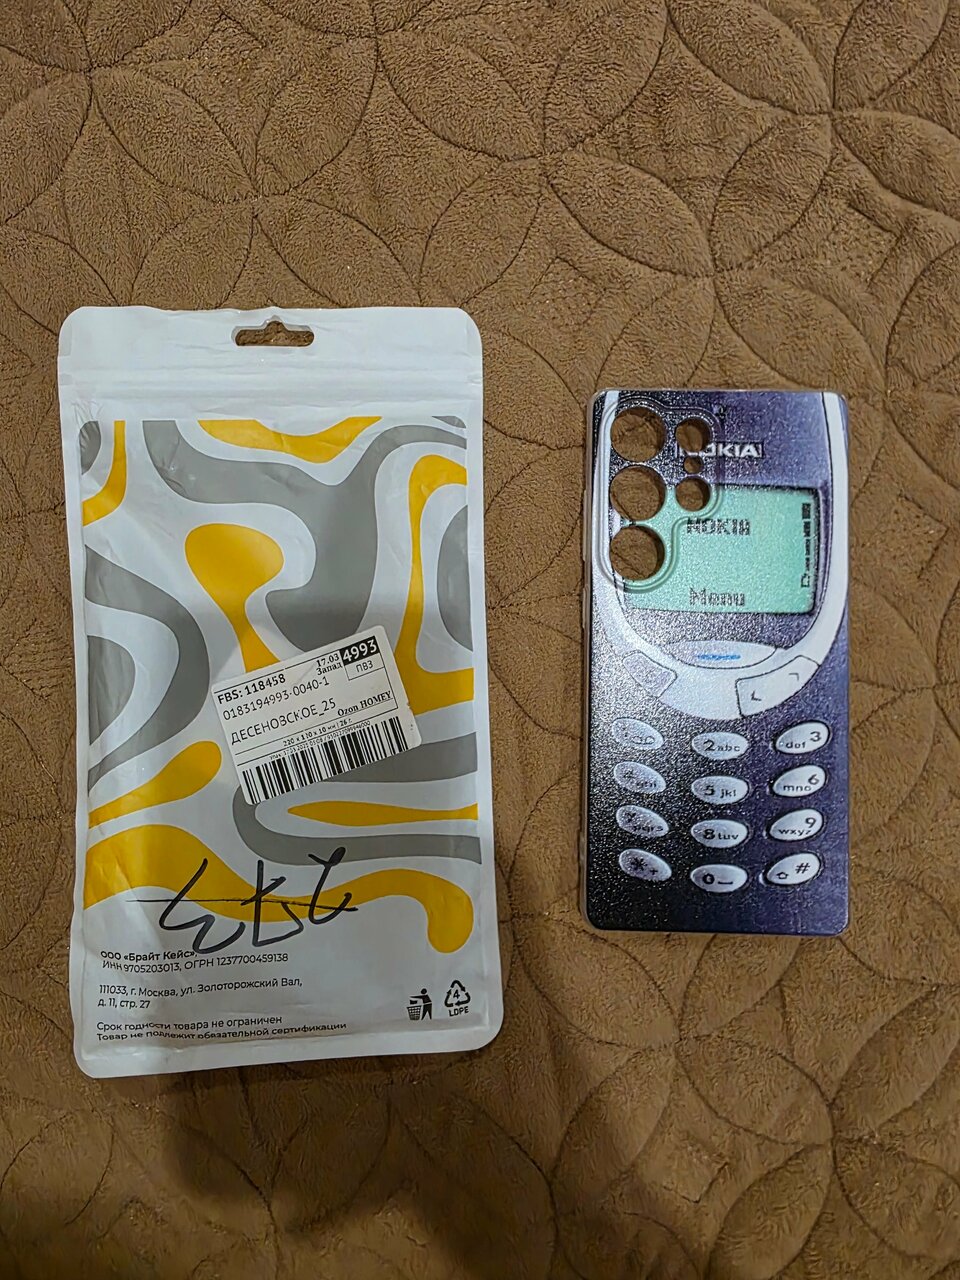 FBS: 118458
17.03
Запад
4993
ПВЗ
0183194993-0040-1
ДЕСЕНОВСКОЕ_25
Ozon HOMEY
ООО «Брайт Кейс»,
ИНН 9705203013, ОГРН 1237700459138
111033, г. Москва, ул. Золоторожский Вал,
д. 11, стр. 27
Срок годности товара не ограничен
Товар не подлежит обязательной сертификации
4
LDPE
NOKIA
Menu
2abc
def 3
5 jkl
mno 6
8 tuv
wxyz 9
* +
0
#